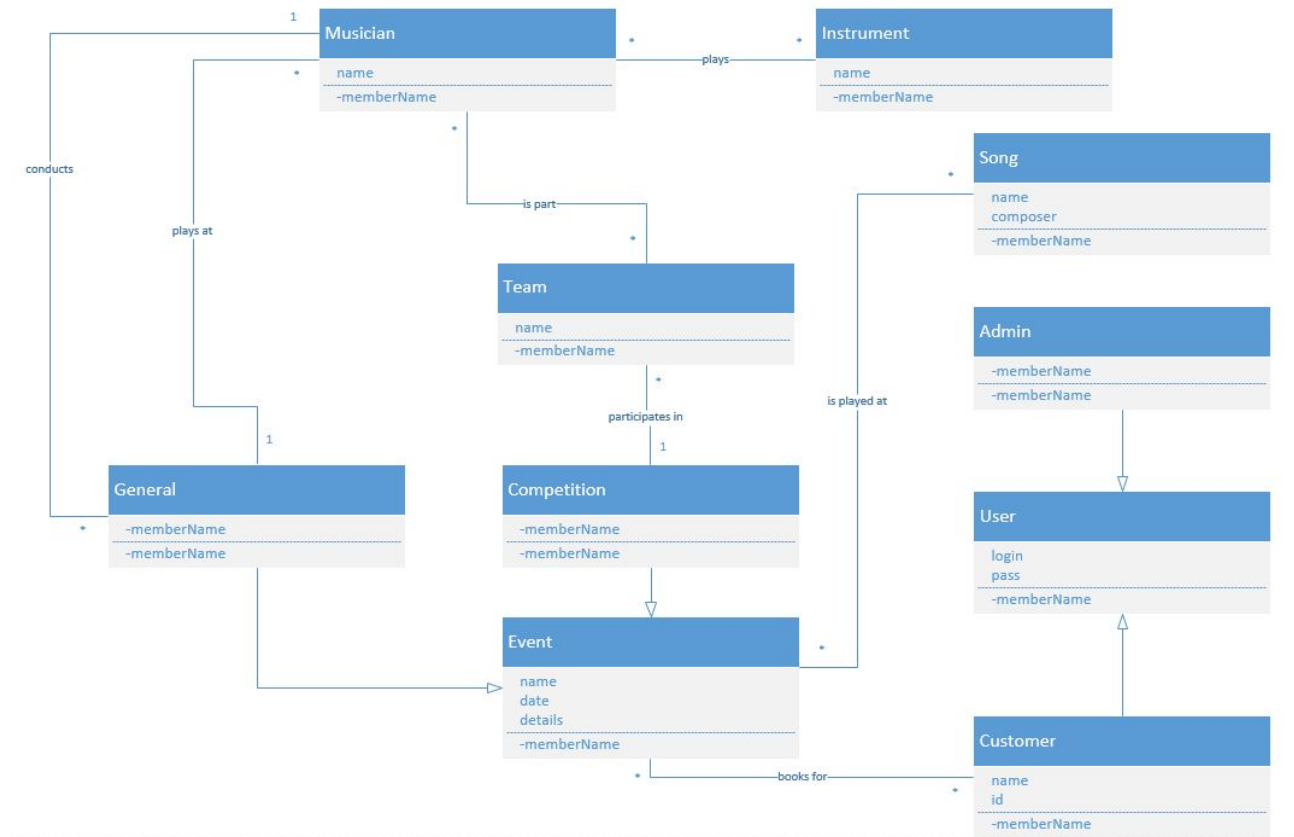 1
Musician
*
*
Instrument
plays
*
name
-memberName
name
-memberName
*
conducts
Song
*
name
composer
-memberName
is part
plays at
*
Team
name
-memberName
Admin
-memberName
-memberName
*
is played at
participates in
1
1
General
-memberName
-memberName
*
Competition
-memberName
-memberName
User
login
pass
-memberName
Event
*
name
date
details
-memberName
Customer
name
id
-memberName
*
books for
*